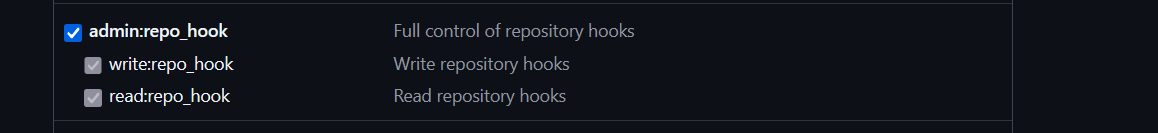 admin:repo_hook Full control of repository hooks
write:repo_hook Write repository hooks
read:repo_hook Read repository hooks